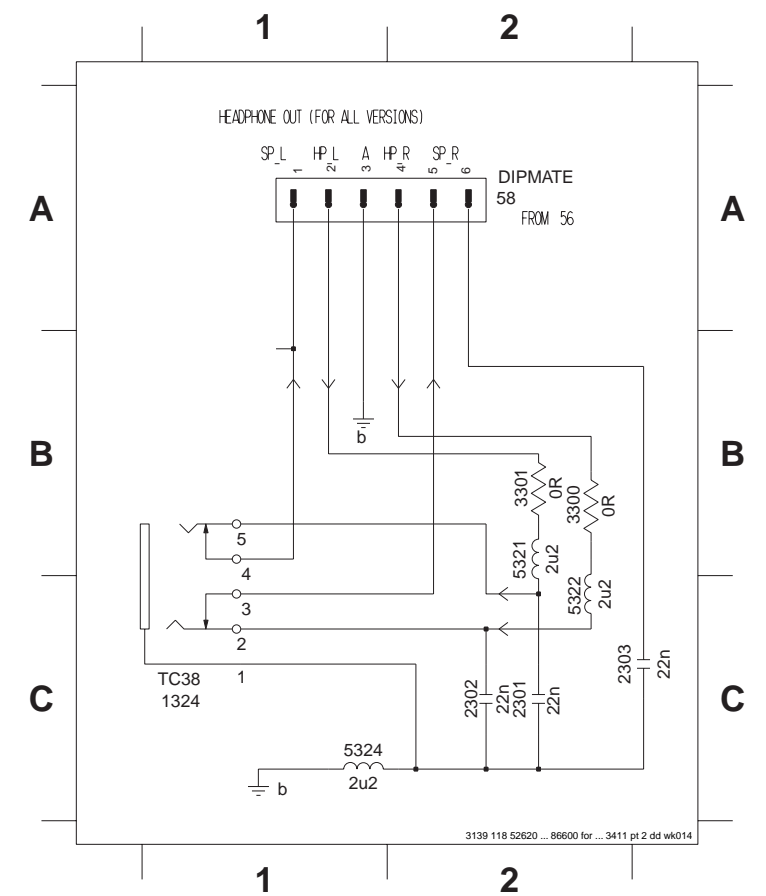 1 2
HEADPHONE OUT (FOR ALL VERSIONS)
SP_L HP_L A HP_R SP_R
1 2 3 4 5 6
DIPMATE
58
FROM 56
A A
b
B B
3301
0R
3300
0R
5321
2u2
5322
2u2
5
4
3
2
1
TC38
1324
2302
22n
2301
22n
2303
22n
C C
5324
2u2
b
3139 118 52620 ... 86600 for ... 3411 pt 2 dd wk014
1 2